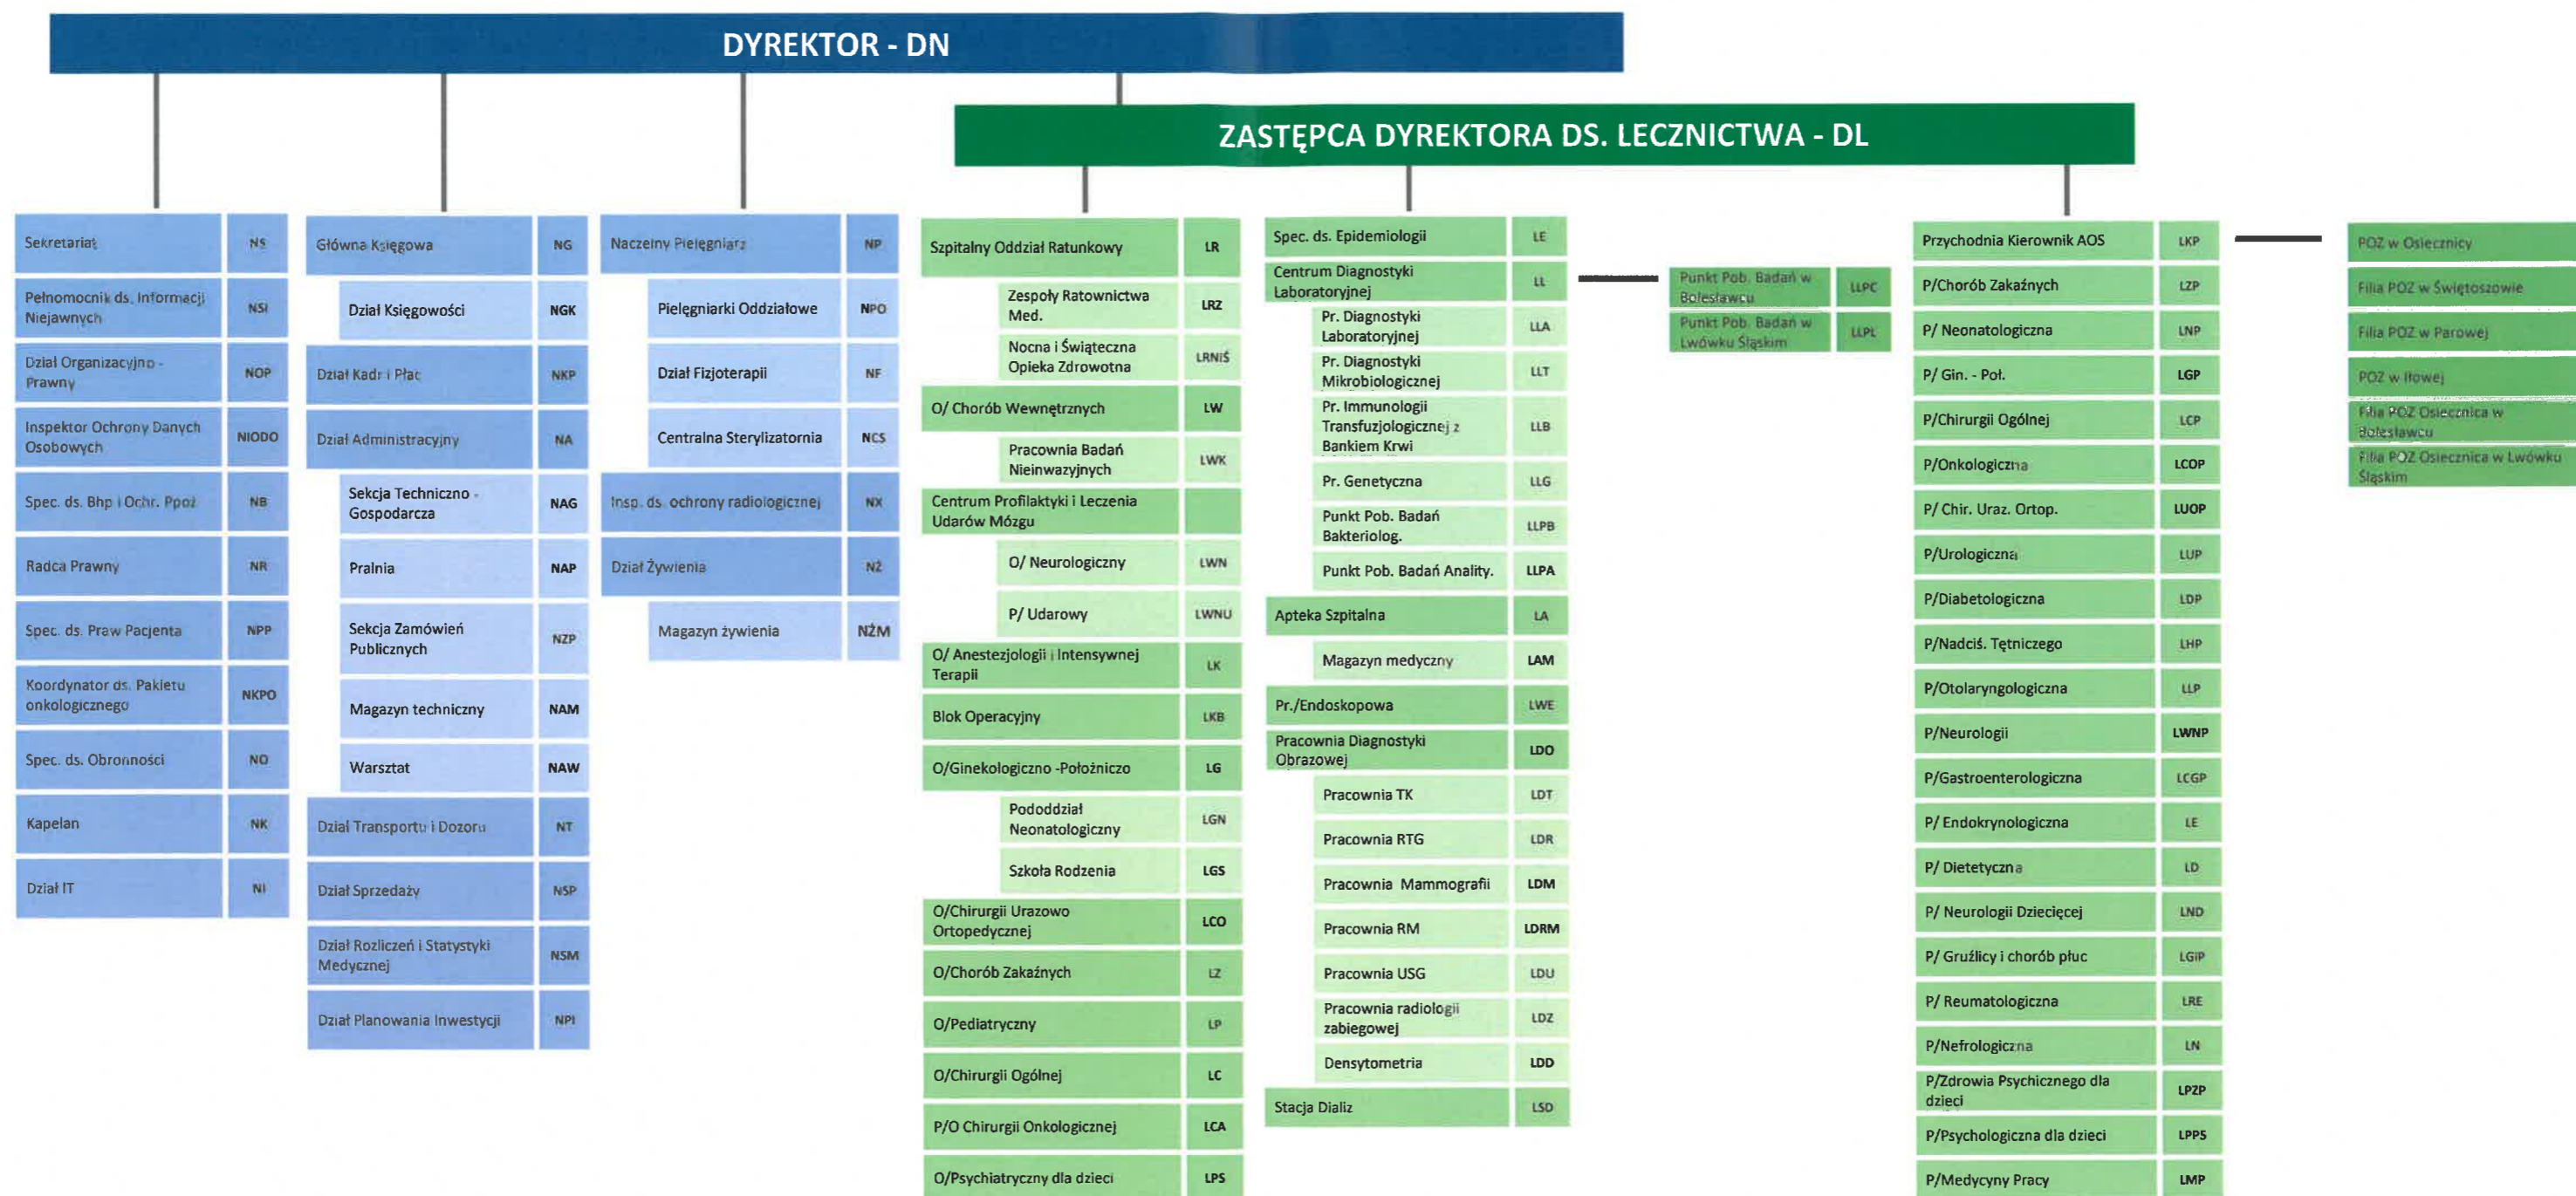 DYREKTOR - DN
ZASTĘPCA DYREKTORA DS. LECZNICTWA - DL
Sekretariat NS
Pełnomocnik ds. Informacji
Niejawnych NSI
Dział Organizacyjno -
Prawny NOP
Inspektor Ochrony Danych
Osobowych NIODO
Spec. ds. Bhp i Ochr. Ppoż. NB
Radca Prawny NR
Spec. ds. Praw Pacjenta NPP
Koordynator ds. Pakietu
onkologicznego NKPO
Spec. ds. Obronności NO
Kapelan NK
Dział IT NI
Główna Księgowa NG
Dział Księgowości NGK
Dział Kadr i Płac NKP
Dział Administracyjny NA
Sekcja Techniczno -
Gospodarcza NAG
Pralnia NAP
Sekcja Zamówień
Publicznych NZP
Magazyn techniczny NAM
Warsztat NAW
Dział Transportu i Dozoru NT
Dział Sprzedaży NSP
Dział Rozliczeń i Statystyki
Medycznej NSM
Dział Planowania Inwestycji NPI
Naczelny Pielęgniarz NP
Pielęgniarki Oddziałowe NPO
Dział Fizjoterapii NF
Centralna Sterylizatornia NCS
Insp. ds. ochrony radiologicznej NX
Dział Żywienia NŻ
Magazyn żywienia NŻM
Szpitalny Oddział Ratunkowy LR
Zespoły Ratownictwa
Med. LRZ
Nocna i Świąteczna
Opieka Zdrowotna LRNIŚ
O/ Chorób Wewnętrznych LW
Pracownia Badań
Nieinwazyjnych LWK
Centrum Profilaktyki i Leczenia
Udarów Mózgu
O/ Neurologiczny LWN
P/ Udarowy LWNU
O/ Anestezjologii i Intensywnej
Terapii LK
Blok Operacyjny LKB
O/Ginekologiczno -Położniczo LG
Pododdział
Neonatologiczny LGN
Szkoła Rodzenia LGS
O/Chirurgii Urazowo
Ortopedycznej LCO
O/Chorób Zakaźnych LZ
O/Pediatryczny LP
O/Chirurgii Ogólnej LC
P/O Chirurgii Onkologicznej LCA
O/Psychiatryczny dla dzieci LPS
Spec. ds. Epidemiologii LE
Centrum Diagnostyki
Laboratoryjnej LL
Pr. Diagnostyki
Laboratoryjnej LLA
Pr. Diagnostyki
Mikrobiologicznej LLT
Pr. Immunologii
Transfuzjologicznej z
Bankiem Krwi LLB
Pr. Genetyczna LLG
Punkt Pob. Badań
Bakteriolog. LLPB
Punkt Pob. Badań Anality. LLPA
Apteka Szpitalna LA
Magazyn medyczny LAM
Pr./Endoskopowa LWE
Pracownia Diagnostyki
Obrazowej LDO
Pracownia TK LDT
Pracownia RTG LDR
Pracownia Mammografii LDM
Pracownia RM LDRM
Pracownia USG LDU
Pracownia radiologii
zabiegowej LDZ
Densytometria LDD
Stacja Dializ LSD
Punkt Pob. Badań w
Bolesławcu LLPC
Punkt Pob. Badań w
Lwówku Śląskim LLPL
Przychodnia Kierownik AOS LKP
P/Chorób Zakaźnych LZP
P/ Neonatologiczna LNP
P/ Gin. - Poł. LGP
P/Chirurgii Ogólnej LCP
P/Onkologiczna LCOP
P/ Chir. Uraz. Ortop. LUOP
P/Urologiczna LUP
P/Diabetologiczna LDP
P/Nadciś. Tętniczego LHP
P/Otolaryngologiczna LLP
P/Neurologii LWNP
P/Gastroenterologiczna LCGP
P/ Endokrynologiczna LE
P/ Dietetyczna LD
P/ Neurologii Dziecięcej LND
P/ Gruźlicy i chorób płuc LGIP
P/ Reumatologiczna LRE
P/Nefrologiczna LN
P/Zdrowia Psychicznego dla
dzieci LPZP
P/Psychologiczna dla dzieci LPPS
P/Medycyny Pracy LMP
POZ w Osiecznicy
Filia POZ w Świętoszowie
Filia POZ w Parowej
POZ w Iłowej
Filia POZ Osiecznica w
Bolesławcu
Filia POZ Osiecznica w Lwówku
Śląskim